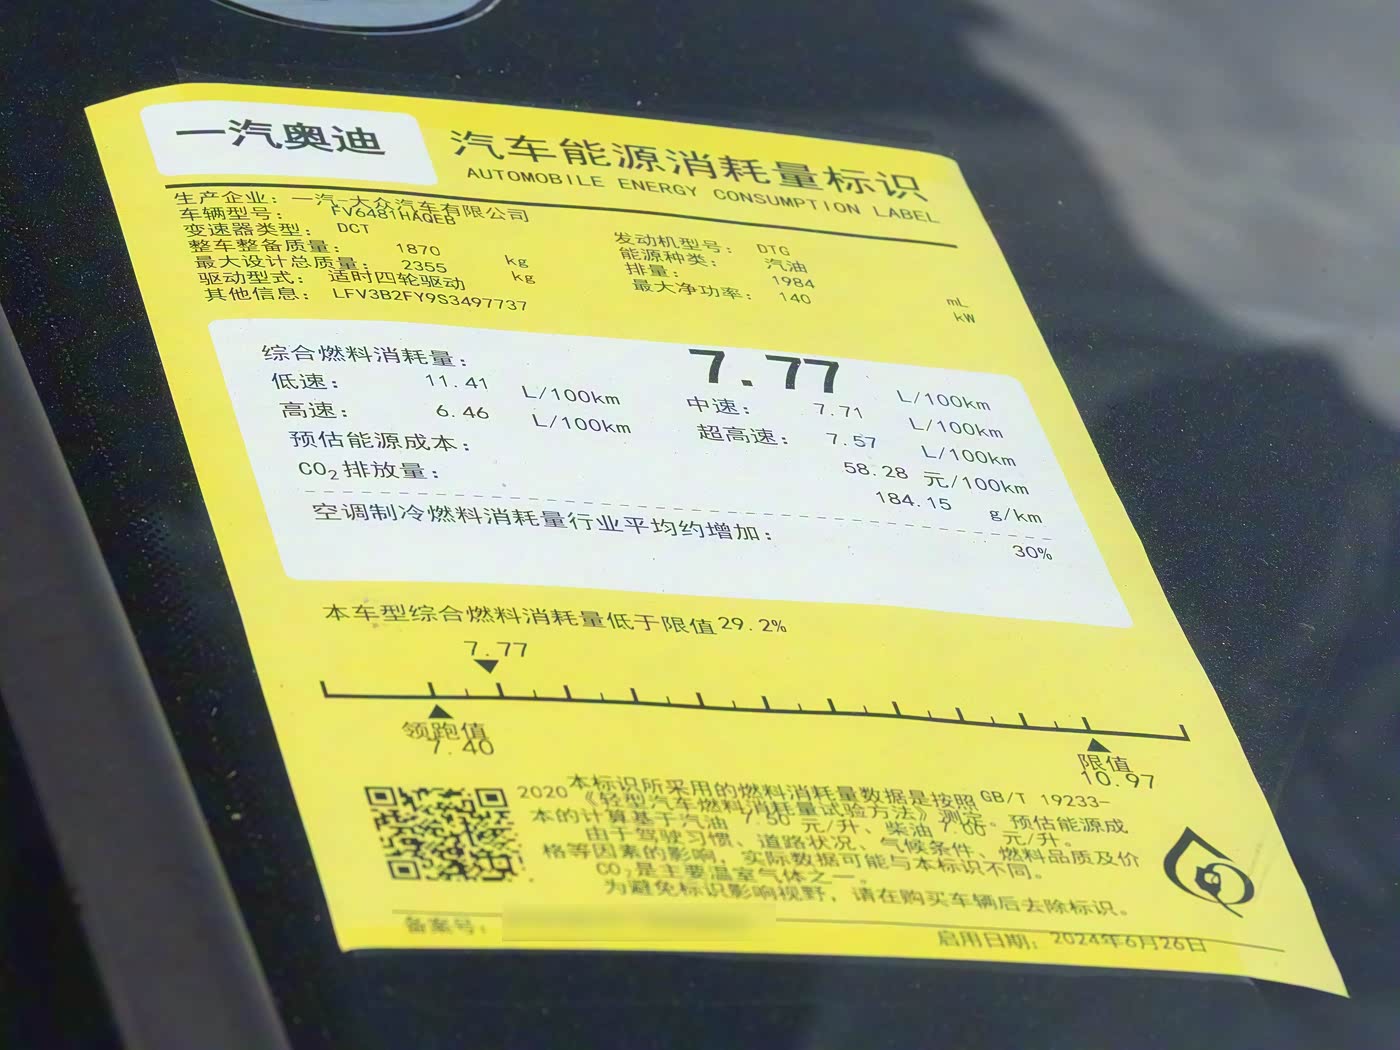 一汽奥迪
汽车能源消耗量标识
AUTOMOBILE ENERGY CONSUMPTION LABEL
生产企业： 一汽-大众汽车有限公司
车辆型号： FV6481HAQEB
变速器类型： DCT
整车整备质量： 1870 kg
最大设计总质量： 2355 kg
驱动型式： 适时四轮驱动
其他信息： LFV3B2FY9S3497737
发动机型号： DTG
能源种类： 汽油
排量： 1984 mL
最大净功率： 140 kW
综合燃料消耗量： 7.77 L/100km
低速： 11.41 L/100km 中速： 7.71 L/100km
高速： 6.46 L/100km 超高速： 7.57 L/100km
预估能源成本： 58.28 元/100km
CO₂排放量： 184.15 g/km
空调制冷燃料消耗量行业平均约增加： 30%
本车型综合燃料消耗量低于限值29.2%
7.77
领跑值
7.40
限值
10.97
本标识所采用的燃料消耗量数据是按照GB/T 19233-
2020《轻型汽车燃料消耗量试验方法》测定。预估能源成
本的计算基于汽油 7.50 元/升、柴油 7.00 元/升。
由于驾驶习惯、道路状况、气候条件、燃料品质及价
格等因素的影响，实际数据可能与本标识不同。
CO₂是主要温室气体之一。
为避免标识影响视野，请在购买车辆后去除标识。
备案号：
启用日期： 2024年6月26日